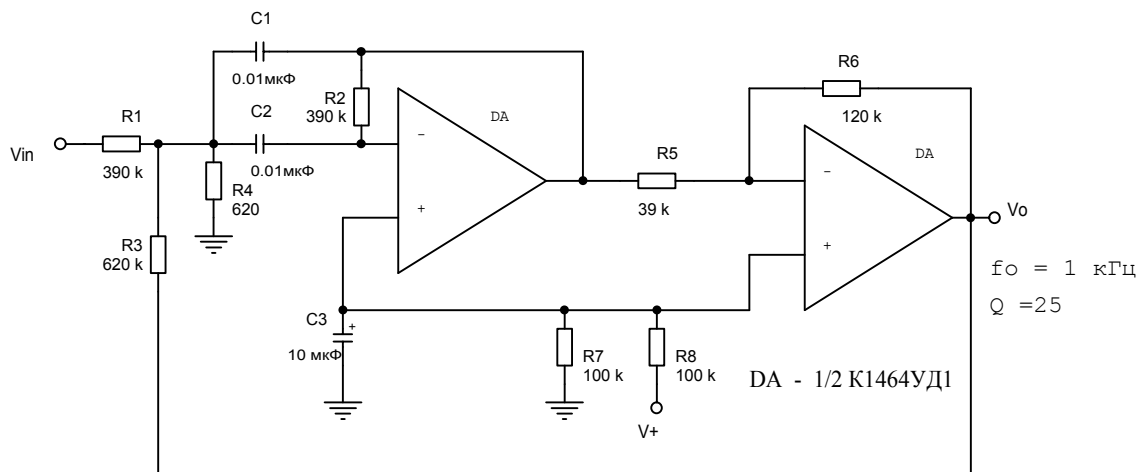 C1
0.01мкФ
C2
0.01мкФ
R1
390 k
Vin
R2
390 k
DA
−
+
R4
620
R3
620 k
R5
39 k
R6
120 k
DA
−
+
Vo
fo = 1 кГц
Q =25
C3
+
10 мкФ
R7
100 k
R8
100 k
V+
DA - 1/2 К1464УД1